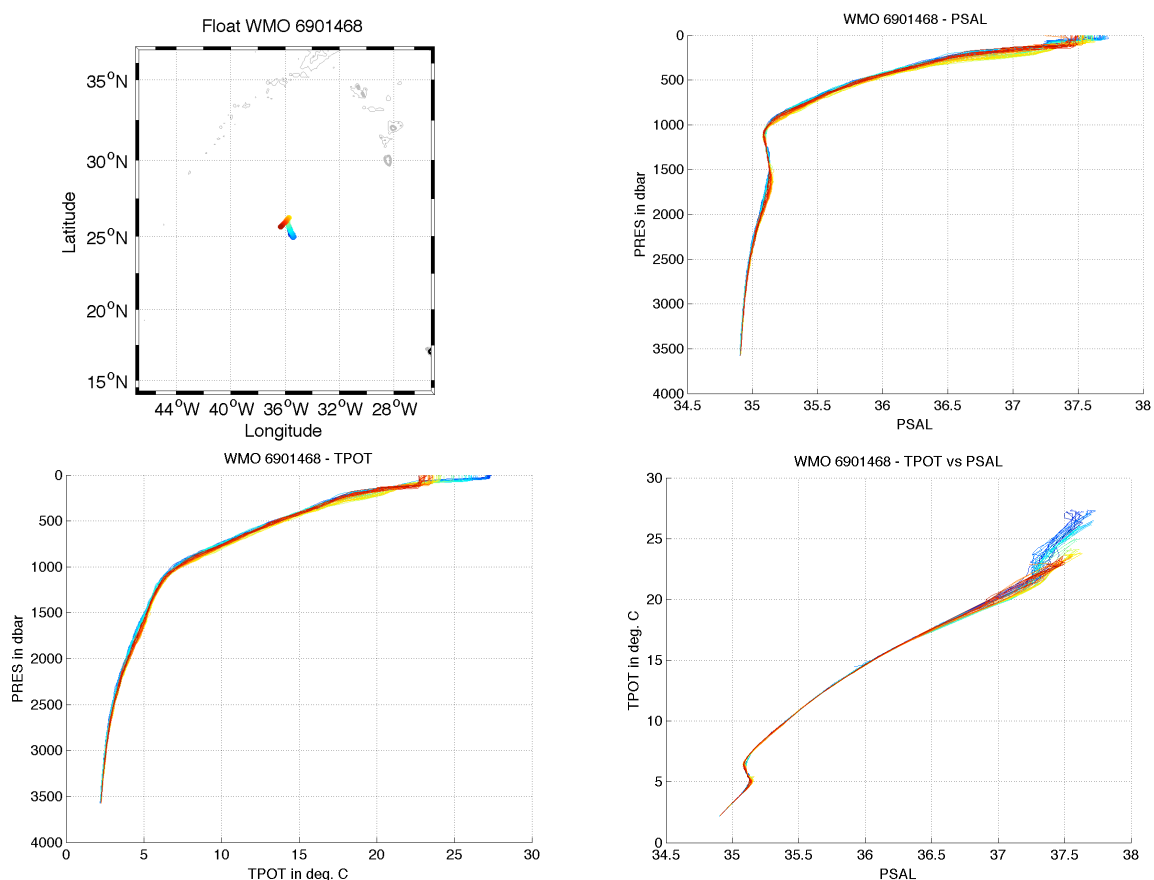 Float WMO 6901468
35°N
30°N
25°N
20°N
15°N
Latitude
44°W 40°W 36°W 32°W 28°W
Longitude
WMO 6901468 - PSAL
0
500
1000
1500
2000
2500
3000
3500
4000
PRES in dbar
34.5 35 35.5 36 36.5 37 37.5 38
PSAL
WMO 6901468 - TPOT
0
500
1000
1500
2000
2500
3000
3500
4000
PRES in dbar
0 5 10 15 20 25 30
TPOT in deg. C
WMO 6901468 - TPOT vs PSAL
30
25
20
15
10
5
0
TPOT in deg. C
34.5 35 35.5 36 36.5 37 37.5 38
PSAL